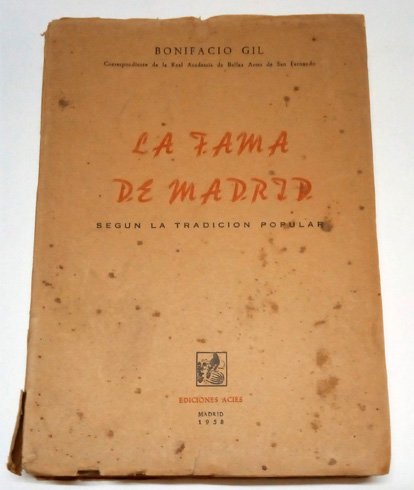 BONIFACIO GIL
Correspondiente de la Real Academia de Bellas Artes de San Fernando
LA FAMA
DE MADRID
SEGUN LA TRADICION POPULAR
EDICIONES ACIES
MADRID
1958